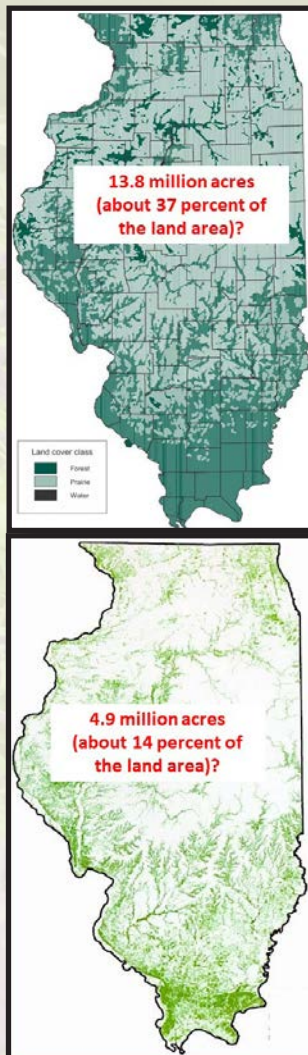 13.8 million acres
(about 37 percent of
the land area)?
Land cover class
Forest
Prairie
Water
4.9 million acres
(about 14 percent of
the land area)?